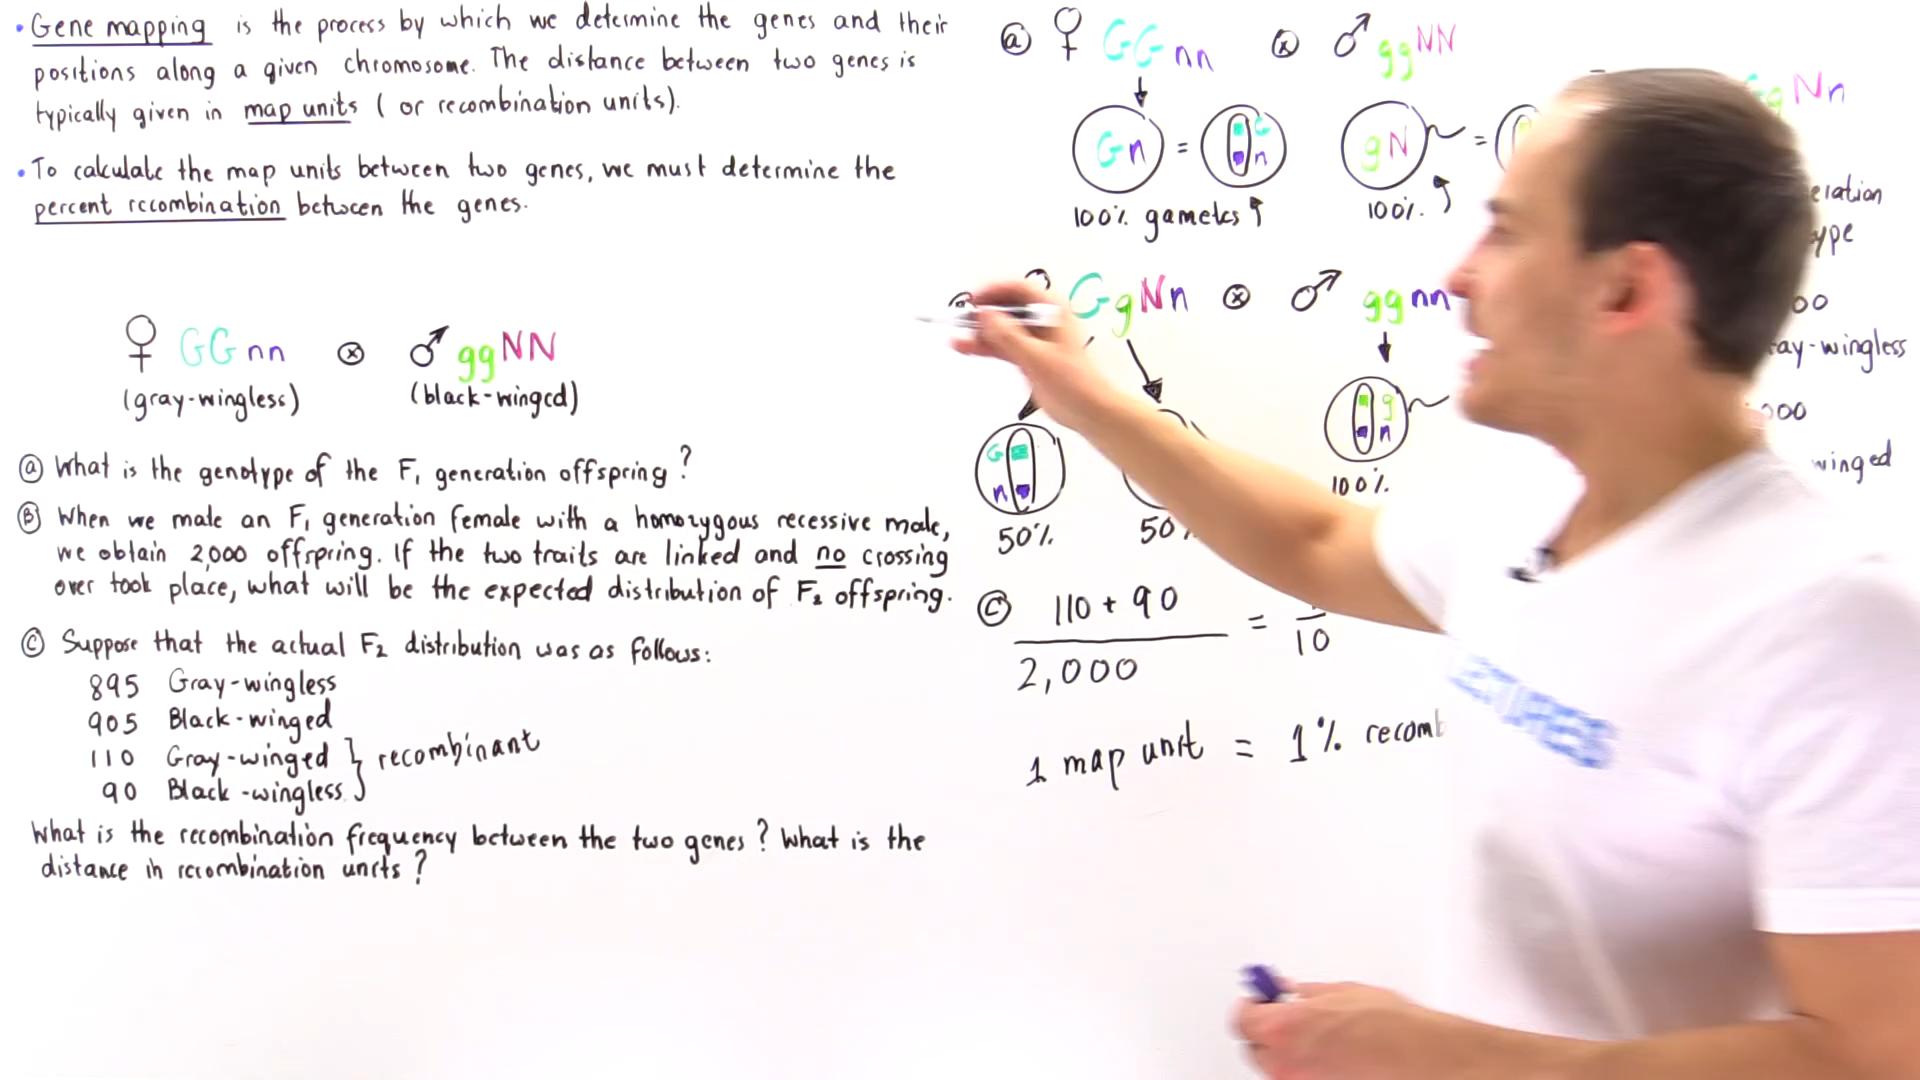 • Gene mapping is the process by which we determine the genes and their
positions along a given chromosome. The distance between two genes is
typically given in map units (or recombination units).
• To calculate the map units between two genes, we must determine the
percent recombination between the genes.
♀ GGnn ⊗ ♂ ggNN
(gray-wingless) (black-winged)
ⓐ What is the genotype of the F₁ generation offspring?
Ⓑ When we mate an F₁ generation female with a homozygous recessive male,
we obtain 2,000 offspring. If the two traits are linked and no crossing
over took place, what will be the expected distribution of F₂ offspring.
Ⓒ Suppose that the actual F₂ distribution was as follows:
895 Gray-wingless
905 Black-winged
110 Gray-winged } recombinant
90 Black-wingless
What is the recombination frequency between the two genes? What is the
distance in recombination units?
ⓐ ♀ GGnn ⊗ ♂ ggNN
GgNn
Gn = G n gN =
100% gametes 100%.
♀ GgNn ⊗ ♂ ggnn
G n g n
50% 50 100%
wingless
winged
Ⓒ 110 + 90 / 2,000 = / 10
1 map unit = 1% recomb